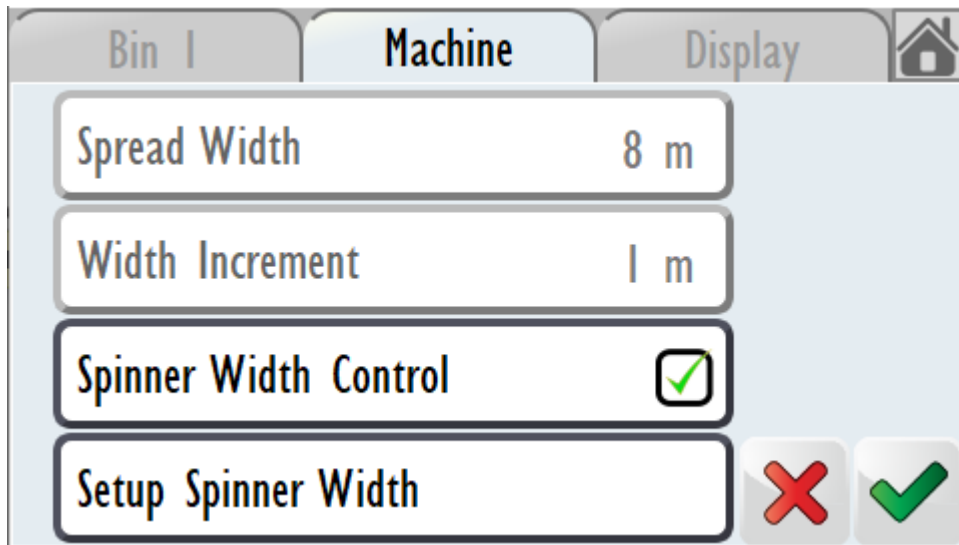 Bin 1
Machine
Display
Spread Width 8 m
Width Increment 1 m
Spinner Width Control
Setup Spinner Width